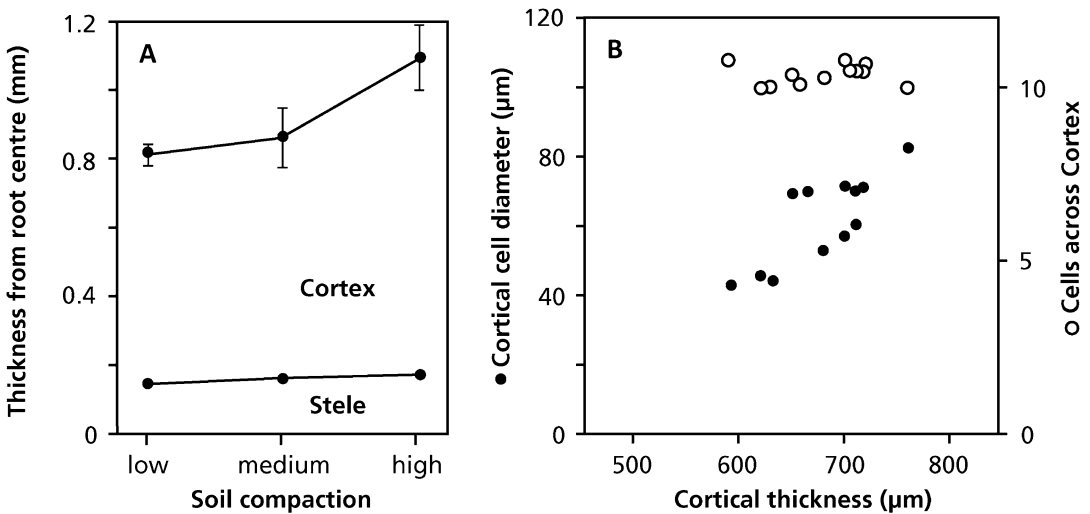 A
Thickness from root centre (mm)
1.2
0.8
0.4
0
Cortex
Stele
low medium high
Soil compaction
B
Cortical cell diameter (µm)
120
80
40
0
10
5
0
Cells across Cortex
500 600 700 800
Cortical thickness (µm)